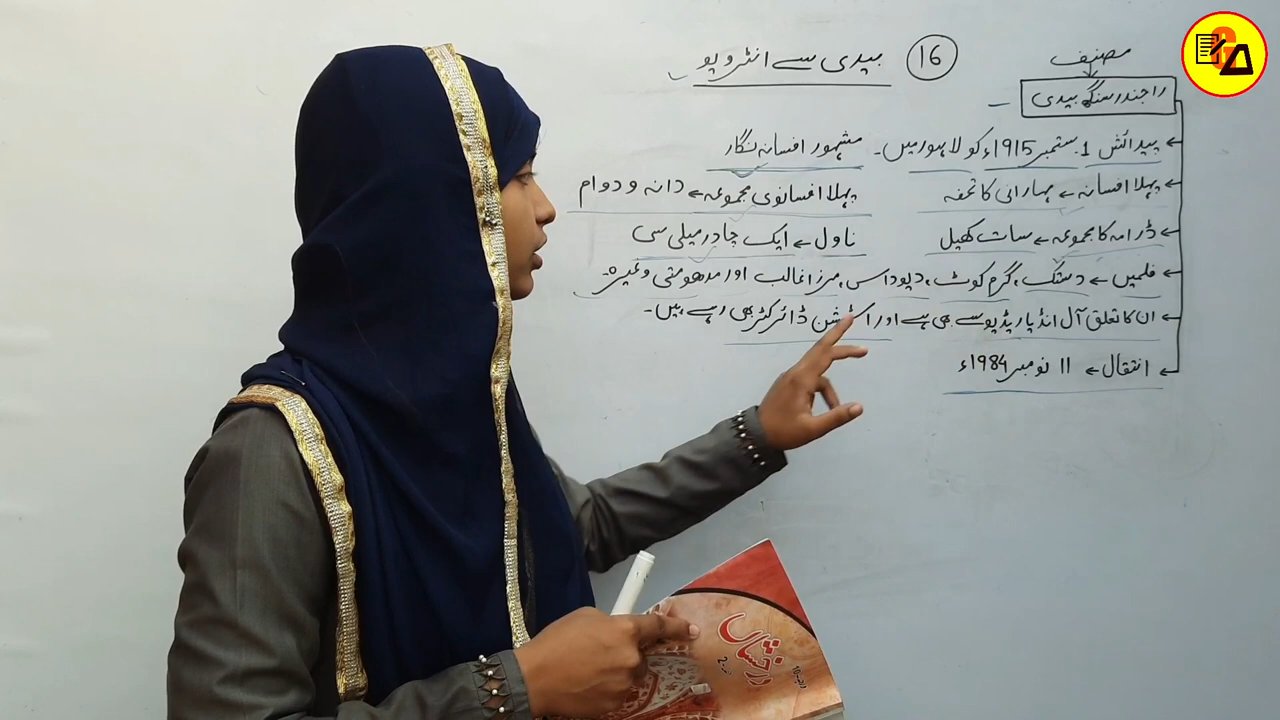 مصنف
16 بیدی سے انٹرویو
راجندر سنگھ بیدی
پیدائش 1 ستمبر 1915ء کو لاہور میں۔ مشہور افسانہ نگار
پہلا افسانہ ← مہارانی کا تحفہ پہلا افسانوی مجموعہ ← دانہ و دوام
ڈرامہ کا مجموعہ ← سات کھیل ناول ← ایک چادر میلی سی
فلمیں ← دستک، گرم کوٹ، دیوداس، مرزا غالب اور مدھومتی وغیرہ۔
ان کا تعلق آل انڈیا ریڈیو سے بھی ہے اور اسٹیشن ڈائرکٹر بھی رہے ہیں۔
انتقال ← 11 نومبر 1984ء
درخشاں